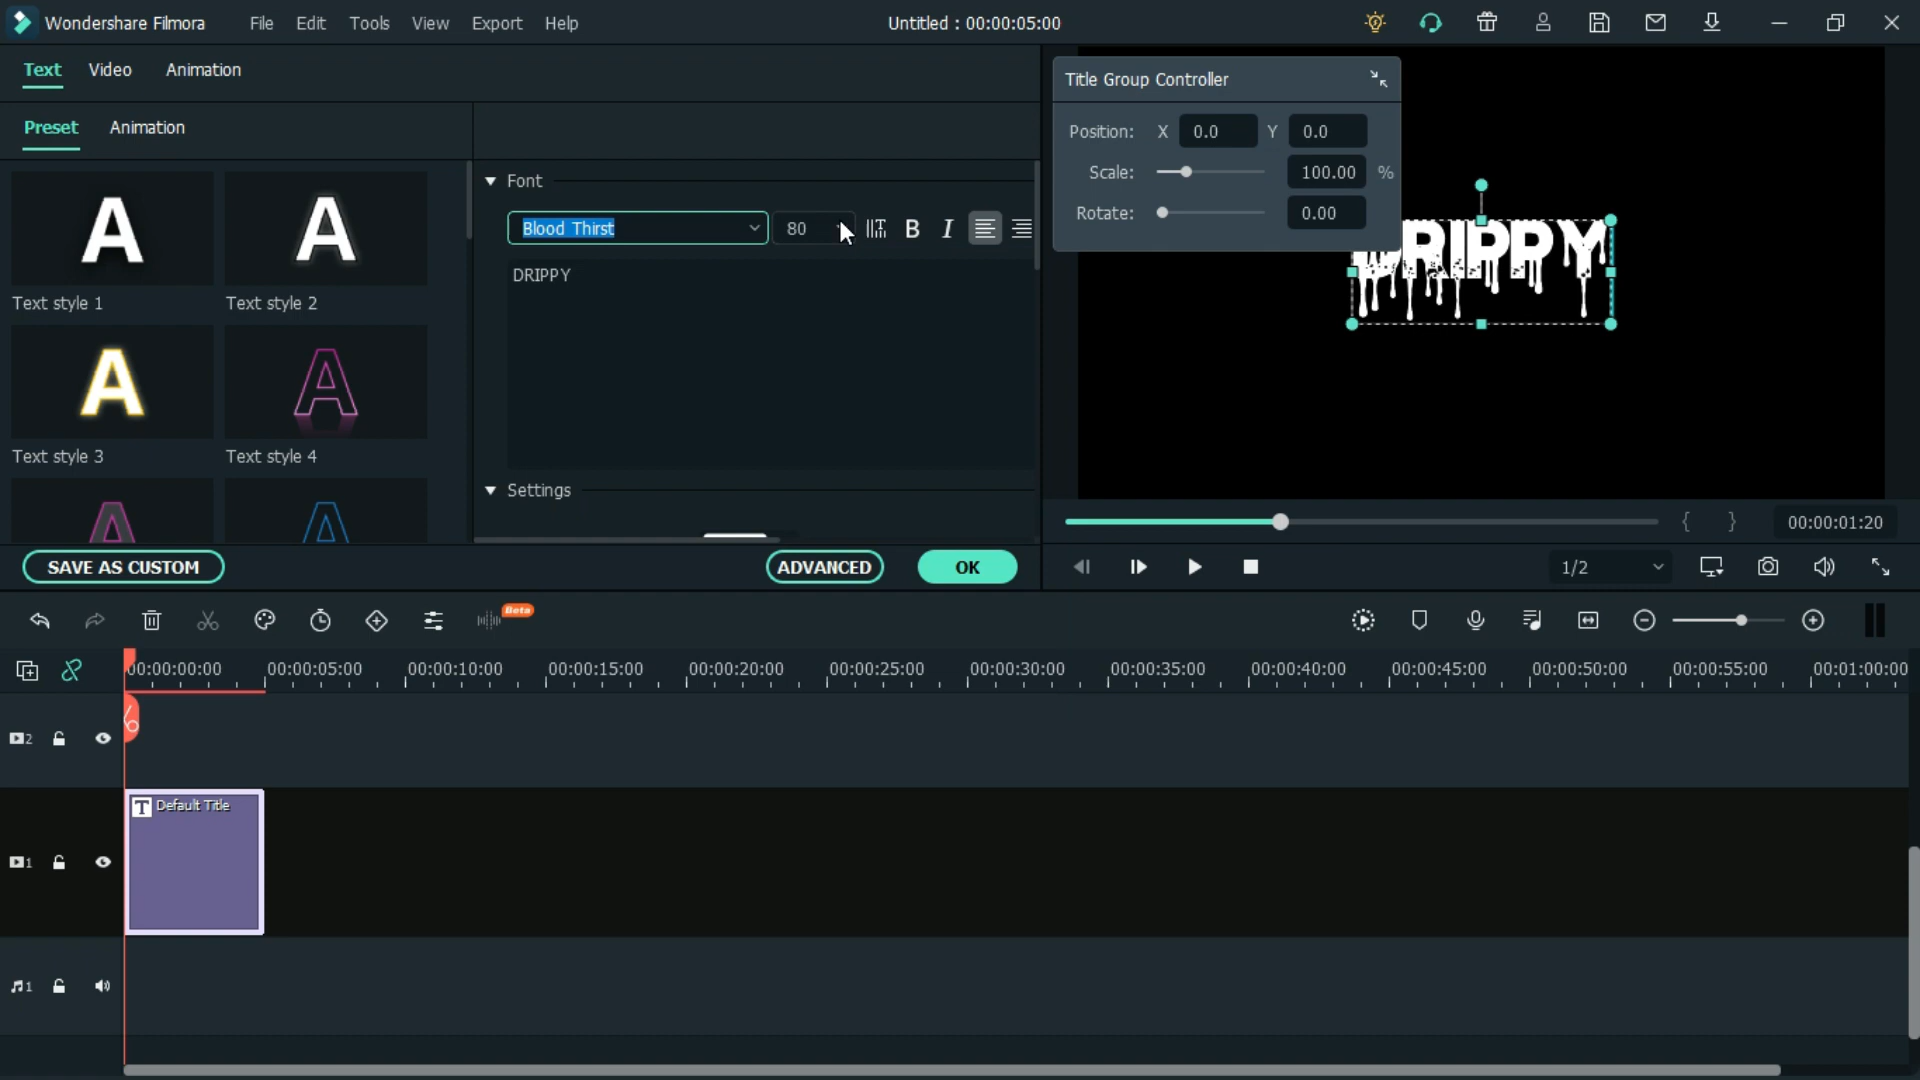 Wondershare Filmora File Edit Tools View Export Help Untitled : 00:00:05:00
Text Video Animation
Preset Animation
Font
Blood Thirst 80 B I
DRIPPY
Settings
A
Text style 1
A
Text style 2
A
Text style 3
A
Text style 4
A
A
SAVE AS CUSTOM ADVANCED OK
Title Group Controller
Position: X 0.0 Y 0.0
Scale: 100.00 %
Rotate: 0.00
DRIPPY
{ } 00:00:01:20
1/2
Beta
00:00:00:00 00:00:05:00 00:00:10:00 00:00:15:00 00:00:20:00 00:00:25:00 00:00:30:00 00:00:35:00 00:00:40:00 00:00:45:00 00:00:50:00 00:00:55:00 00:01:00:00
2
T Default Title
1
1